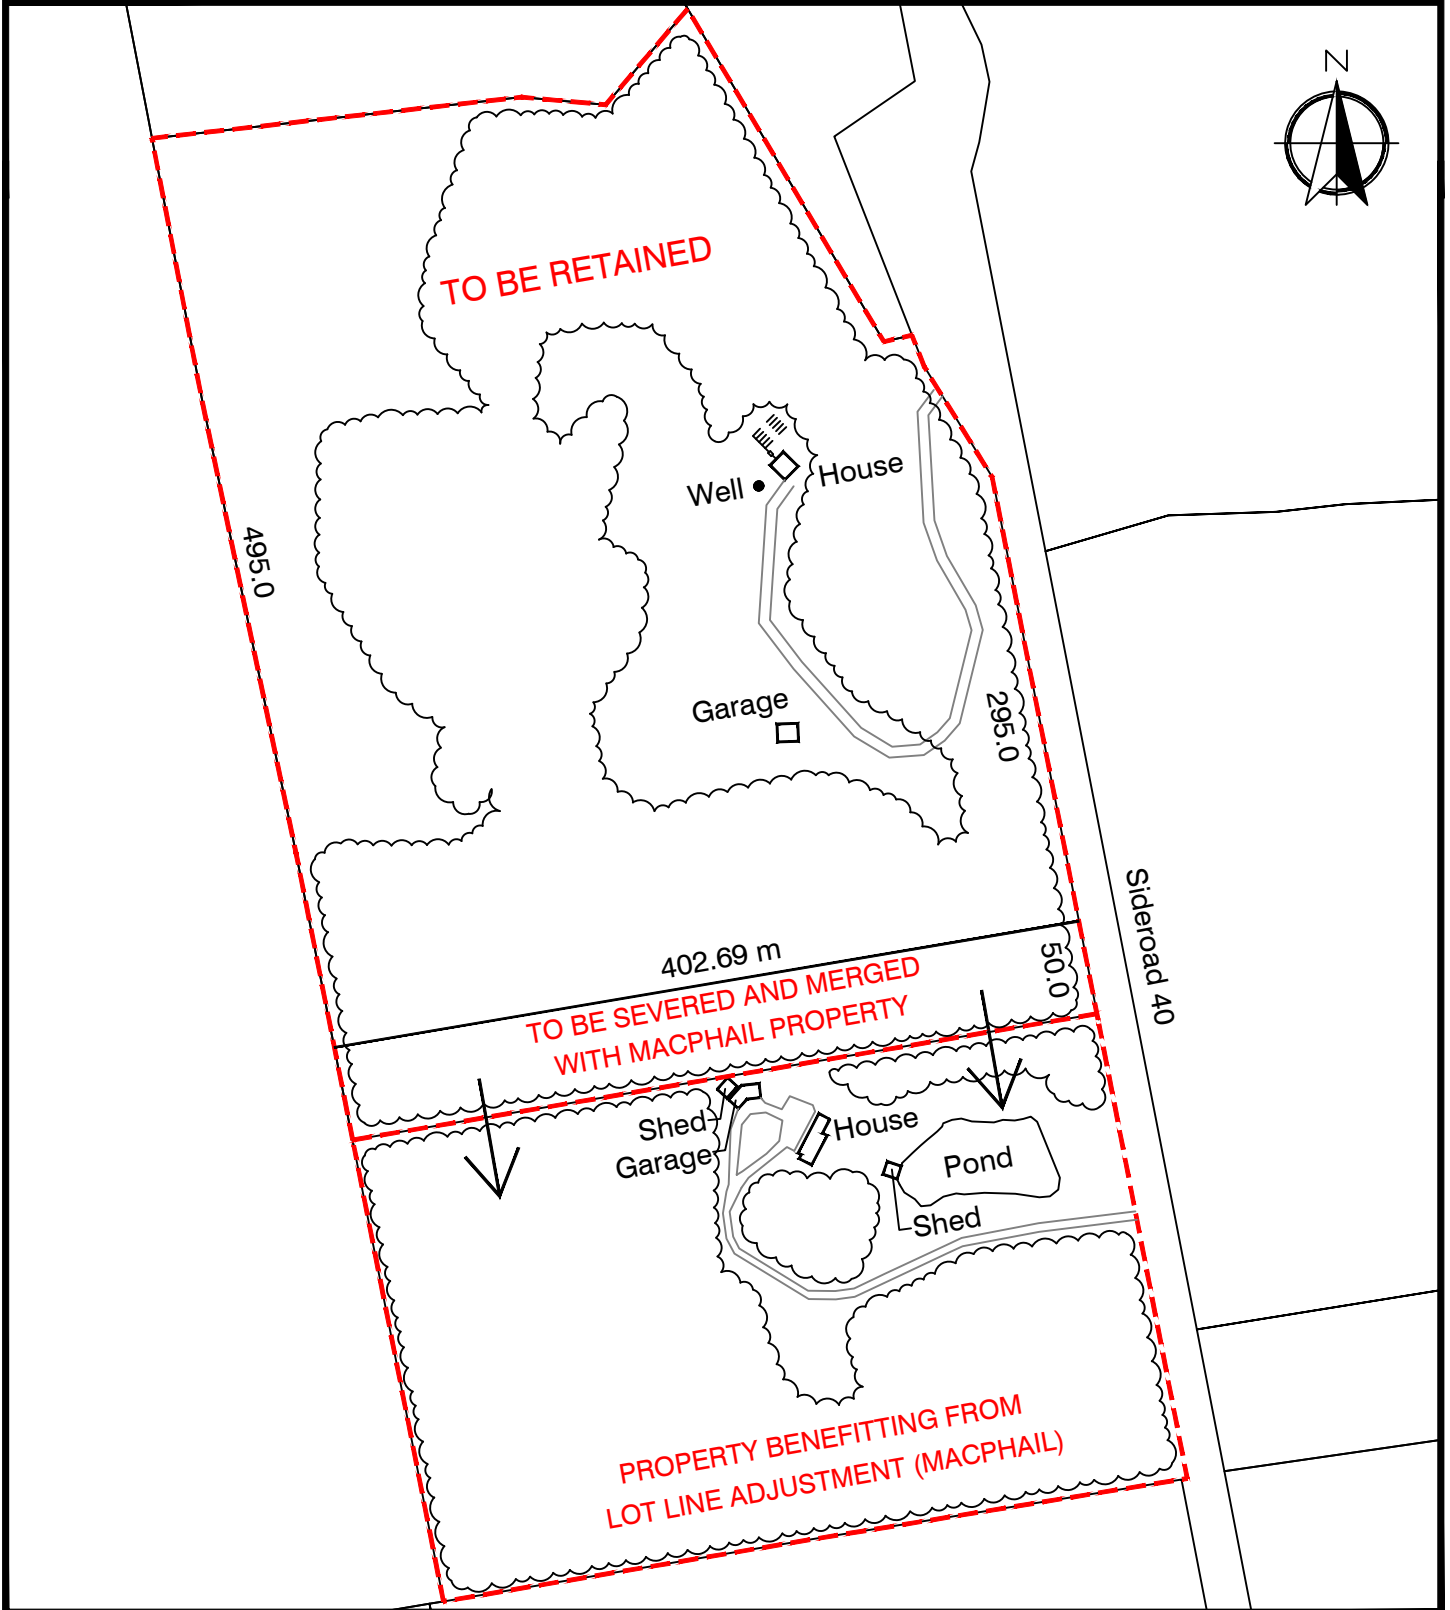 N
TO BE RETAINED
House
Well
495.0
Garage
295.0
Sideroad 40
402.69 m
50.0
TO BE SEVERED AND MERGED
WITH MACPHAIL PROPERTY
Shed
House
Garage
Pond
Shed
PROPERTY BENEFITTING FROM
LOT LINE ADJUSTMENT (MACPHAIL)